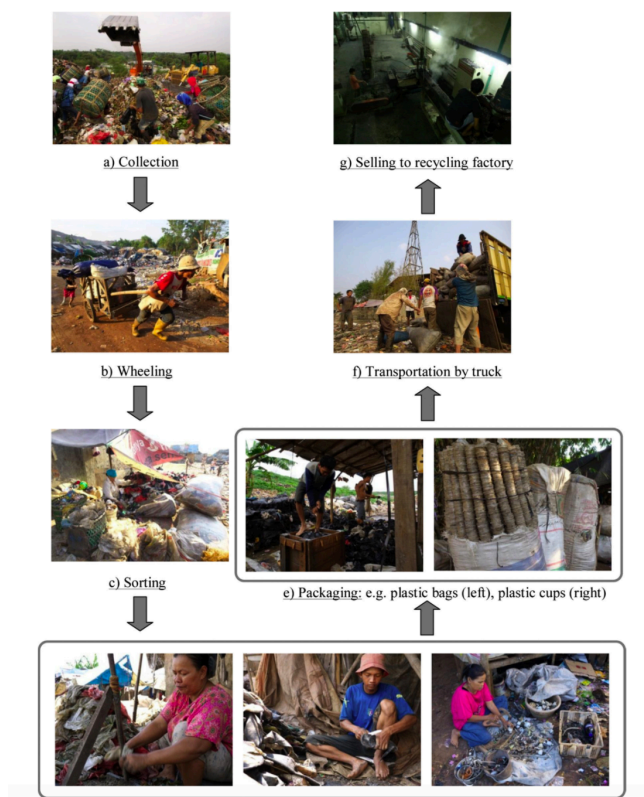 a) Collection
g) Selling to recycling factory
b) Wheeling
f) Transportation by truck
c) Sorting
e) Packaging: e.g. plastic bags (left), plastic cups (right)